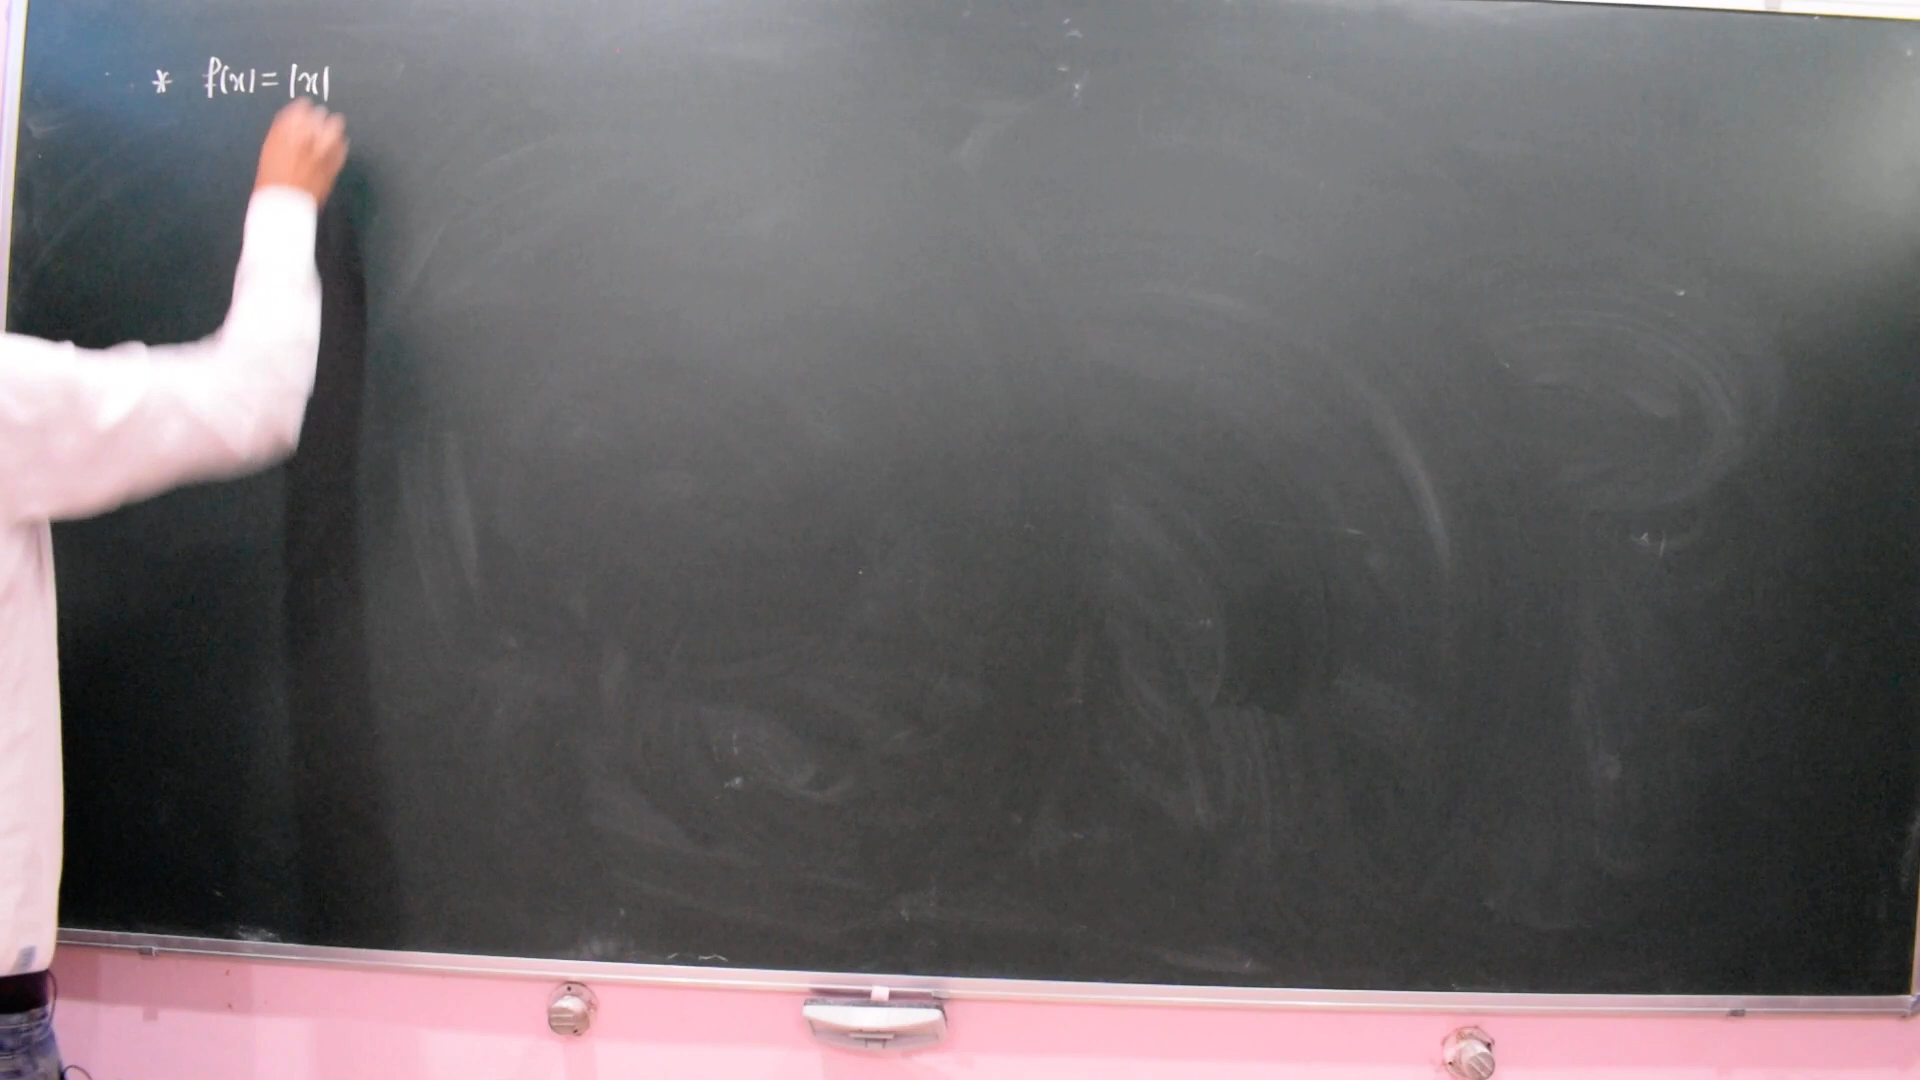 * f(x) = |x|